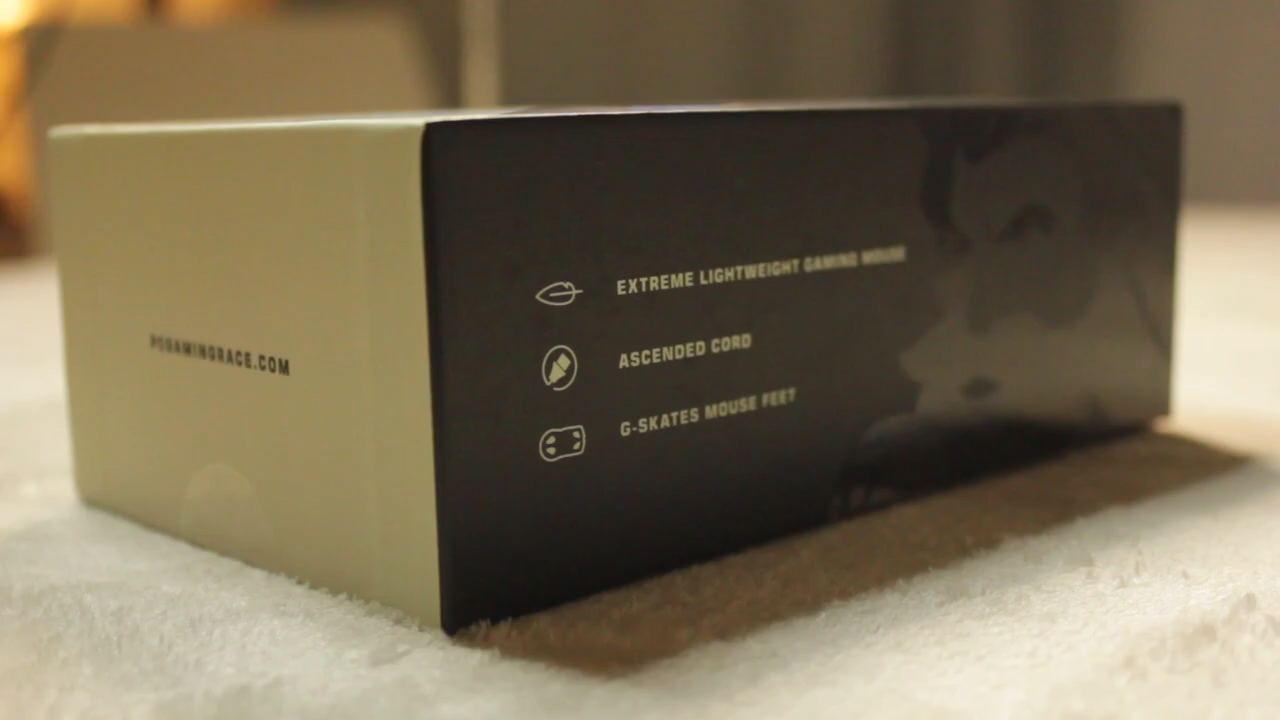 PCGAMINGRACE.COM
EXTREME LIGHTWEIGHT GAMING MOUSE
ASCENDED CORD
G-SKATES MOUSE FEET